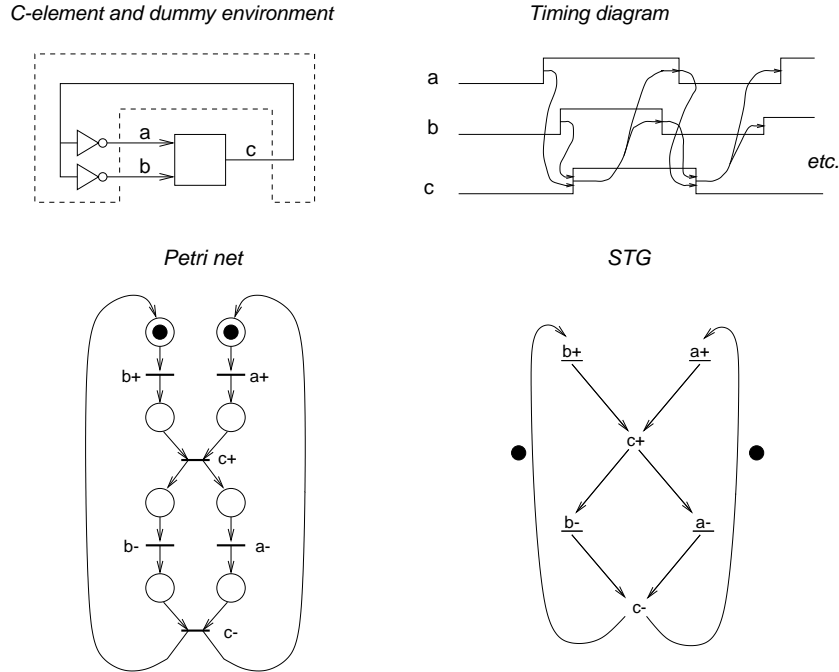 C-element and dummy environment
Timing diagram
a
b
c
a
b
c
etc.
Petri net
STG
b+
a+
c+
b-
a-
c-
b+
a+
c+
b-
a-
c-